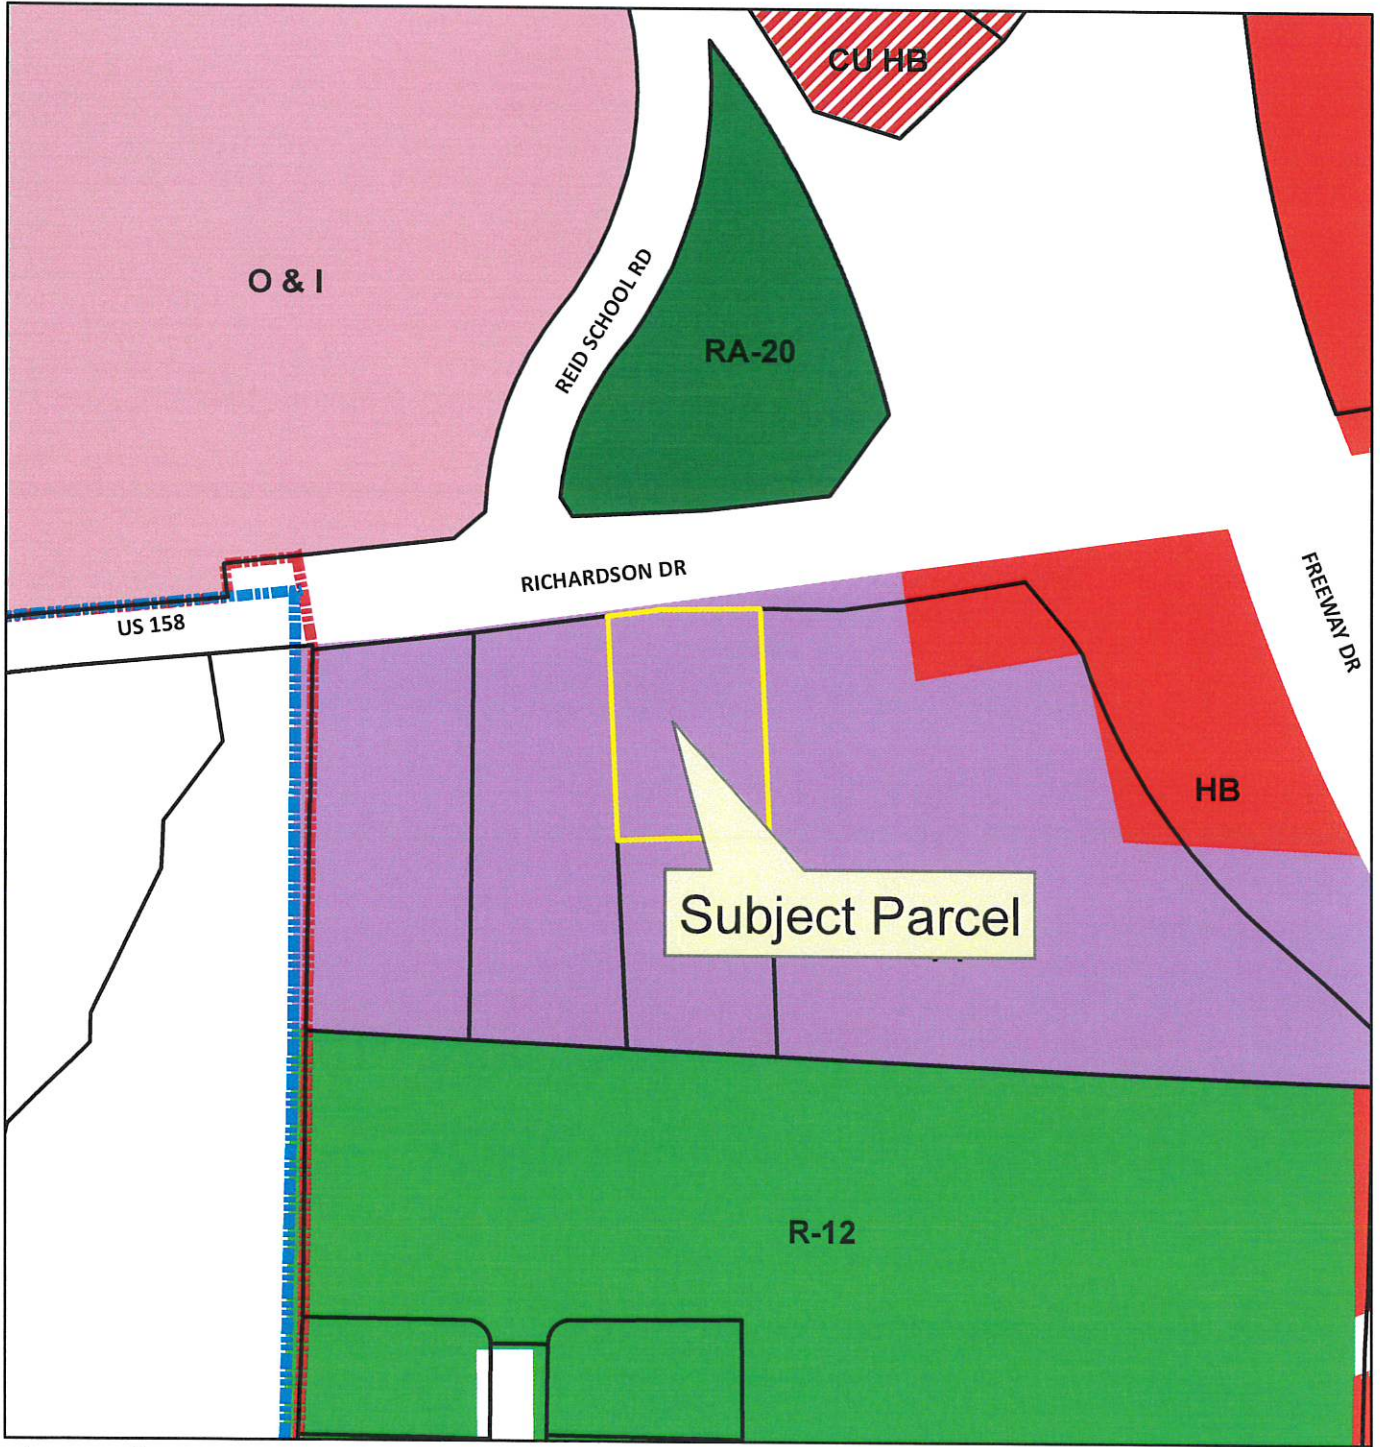 CU HB
O & I
REID SCHOOL RD
RA-20
RICHARDSON DR
FREEWAY DR
US 158
HB
Subject Parcel
R-12